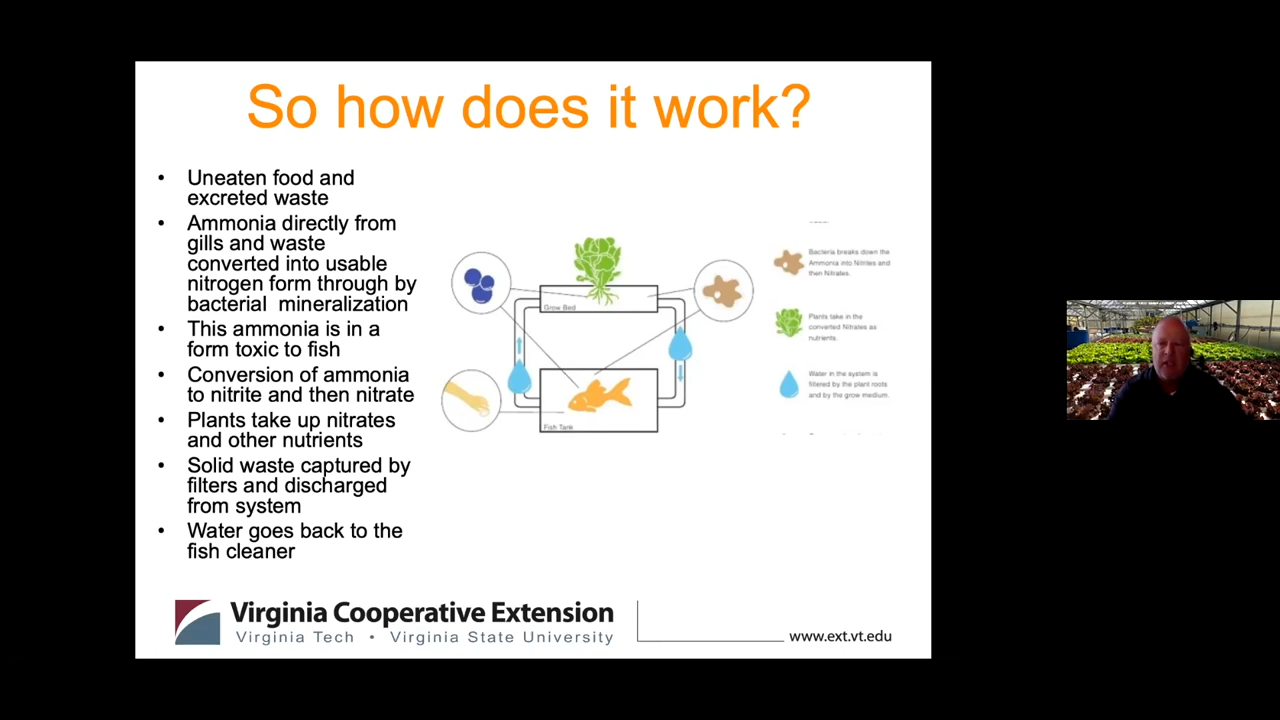 So how does it work?
• Uneaten food and
excreted waste
• Ammonia directly from
gills and waste
converted into usable
nitrogen form through by
bacterial mineralization
• This ammonia is in a
form toxic to fish
• Conversion of ammonia
to nitrite and then nitrate
• Plants take up nitrates
and other nutrients
• Solid waste captured by
filters and discharged
from system
• Water goes back to the
fish cleaner
Grow Bed
Fish Tank
Bacteria breaks down the
Ammonia into Nitrites and
then Nitrates.
Plants take in the
converted Nitrates as
nutrients.
Water in the system is
filtered by the plant roots
and by the grow medium.
Virginia Cooperative Extension
Virginia Tech • Virginia State University
www.ext.vt.edu